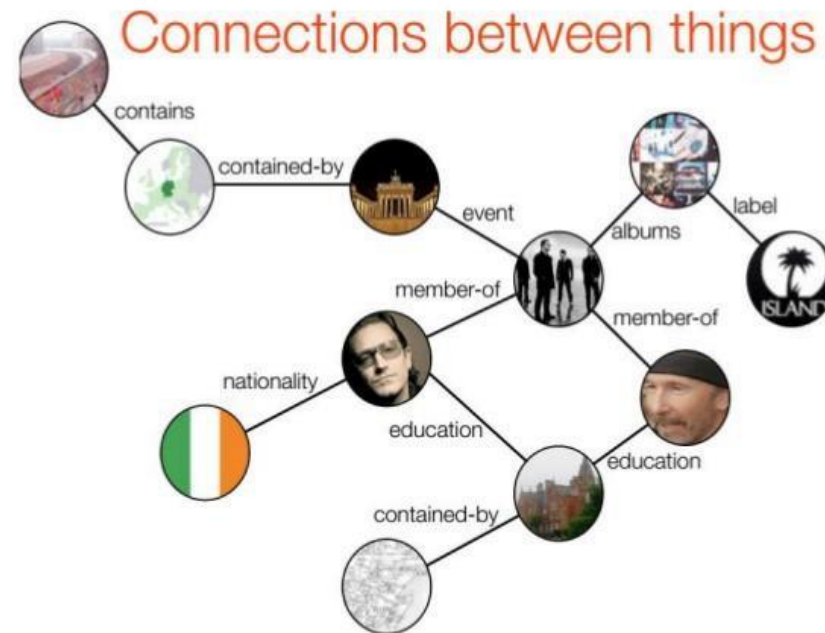 Connections between things
contains
contained-by
event
albums
label
ISLAND
member-of
member-of
nationality
education
education
contained-by